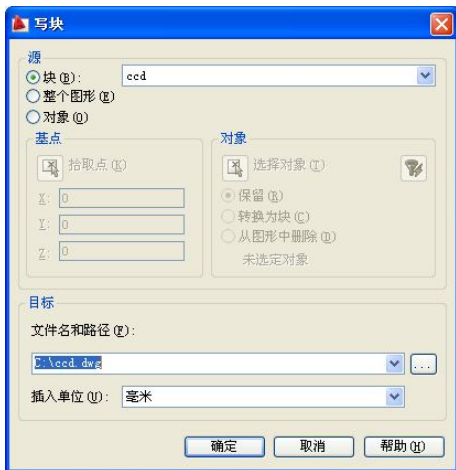 写块
源
块(B): ccd
整个图形(E)
对象(O)
基点
拾取点(K)
X: 0
Y: 0
Z: 0
对象
选择对象(T)
保留(R)
转换为块(C)
从图形中删除(D)
未选定对象
目标
文件名和路径(F):
C:\ccd.dwg
...
插入单位(U): 毫米
确定 取消 帮助(H)